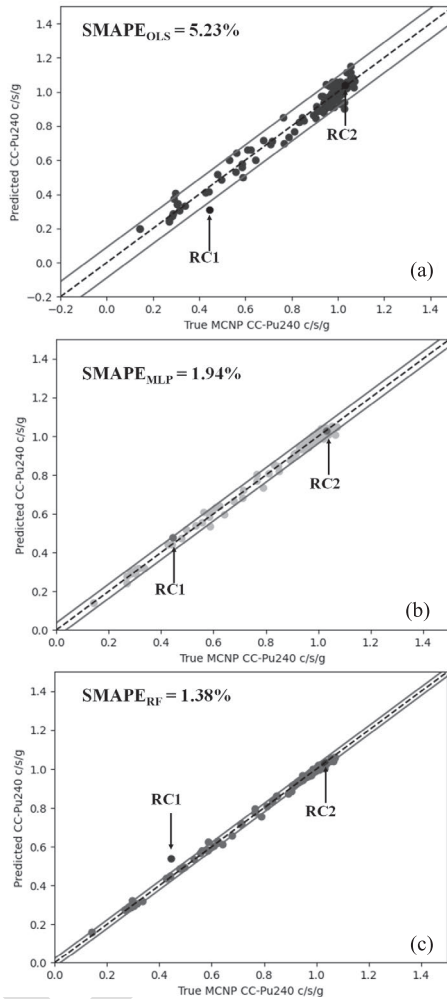 SMAPE_OLS = 5.23%
1.4
1.2
1.0
0.8
0.6
0.4
0.2
0.0
−0.2
Predicted CC-Pu240 c/s/g
RC2
RC1
(a)
−0.2 0.0 0.2 0.4 0.6 0.8 1.0 1.2 1.4
True MCNP CC-Pu240 c/s/g
SMAPE_MLP = 1.94%
1.4
1.2
1.0
0.8
0.6
0.4
0.2
0.0
Predicted CC-Pu240 c/s/g
RC2
RC1
(b)
0.0 0.2 0.4 0.6 0.8 1.0 1.2 1.4
True MCNP CC-Pu240 c/s/g
SMAPE_RF = 1.38%
1.4
1.2
1.0
0.8
0.6
0.4
0.2
0.0
Predicted CC-Pu240 c/s/g
RC1
RC2
(c)
0.0 0.2 0.4 0.6 0.8 1.0 1.2 1.4
True MCNP CC-Pu240 c/s/g